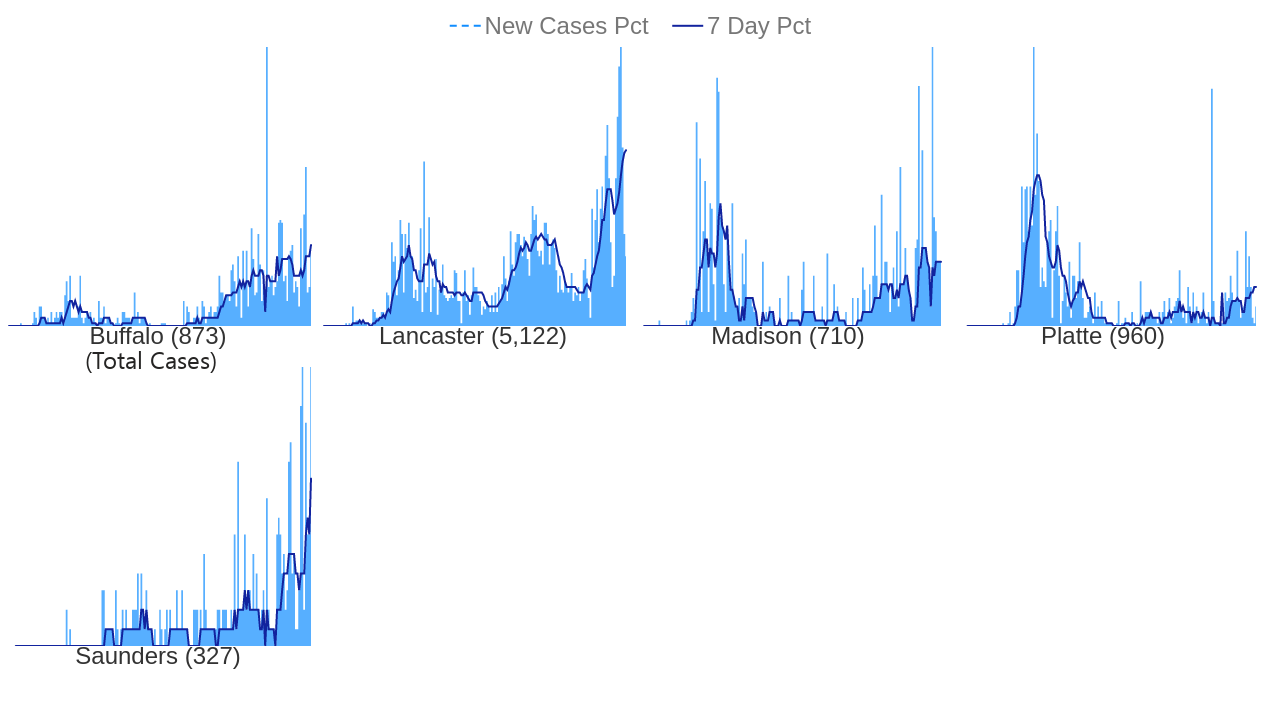 New Cases Pct 7 Day Pct
Buffalo (873) Lancaster (5,122) Madison (710) Platte (960)
(Total Cases)
Saunders (327)